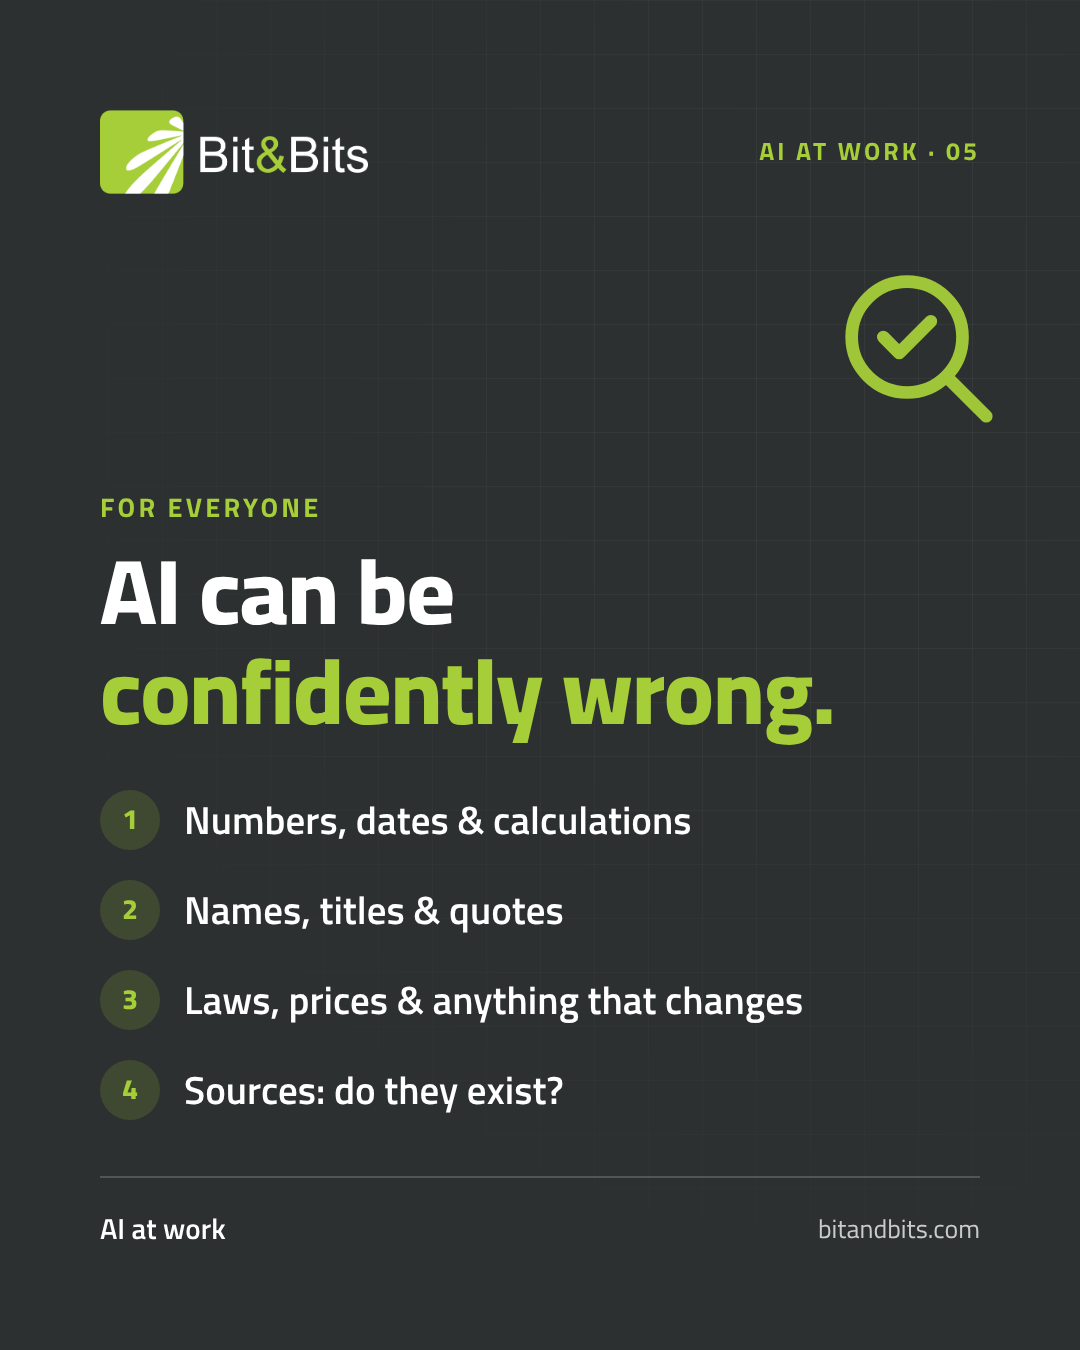 Bit&Bits
AI AT WORK · 05
FOR EVERYONE
AI can be
confidently wrong.
1 Numbers, dates & calculations
2 Names, titles & quotes
3 Laws, prices & anything that changes
4 Sources: do they exist?
AI at work
bitandbits.com